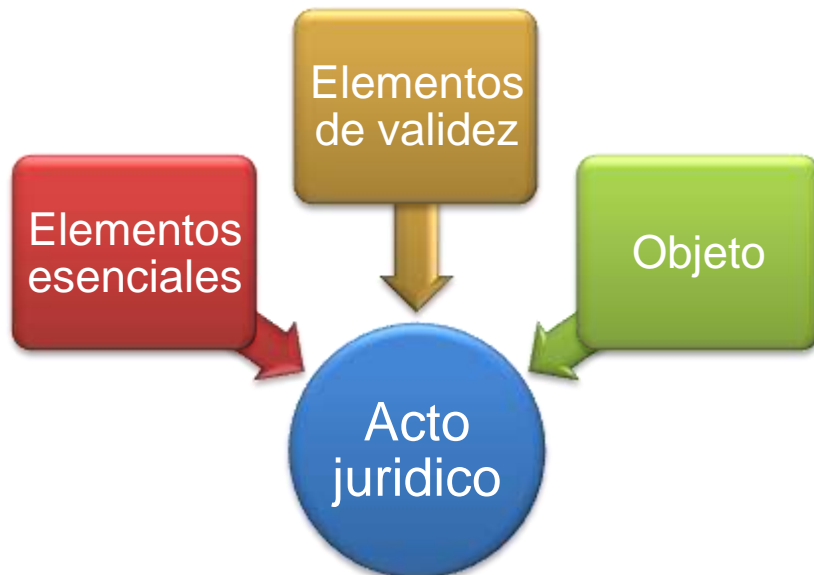 Elementos
de validez
Elementos
esenciales
Objeto
Acto
juridico